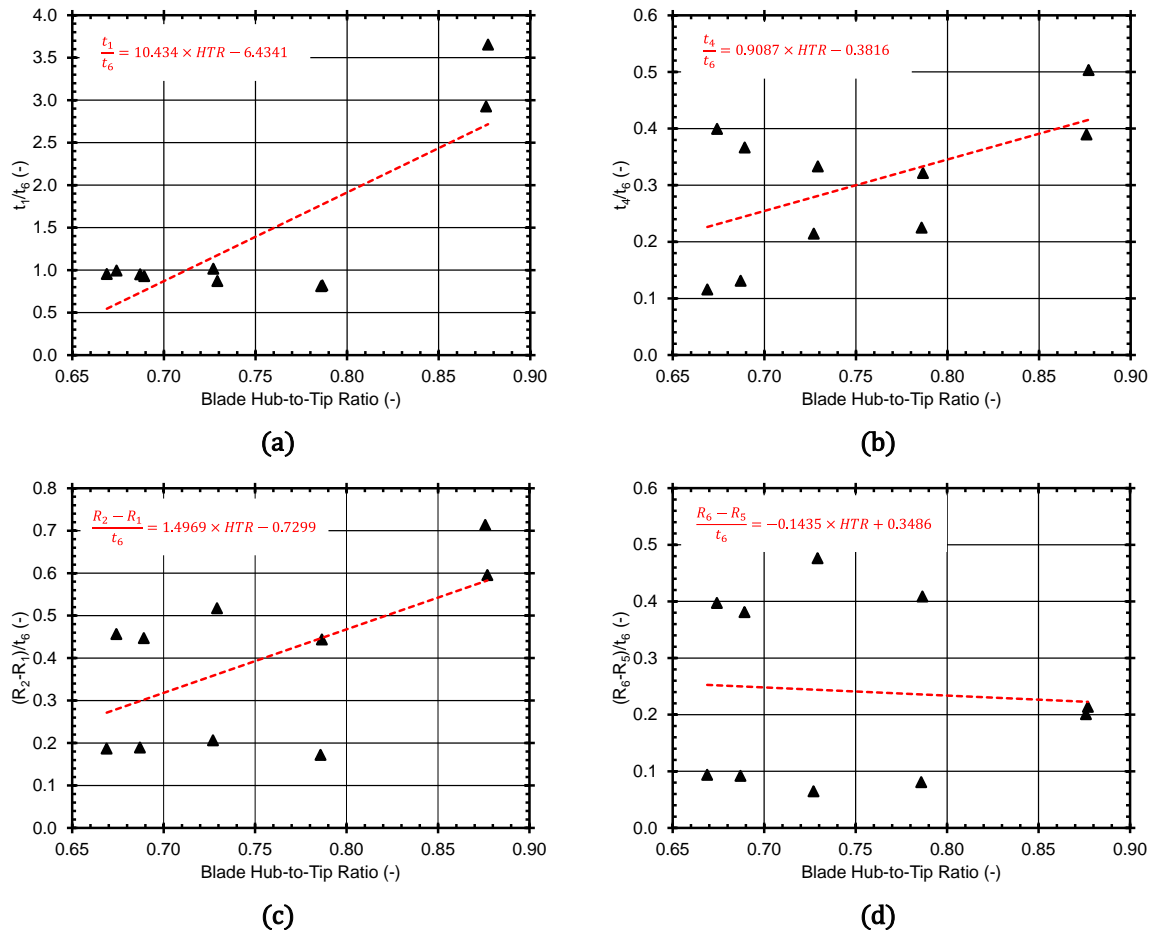 t1/t6 = 10.434 × HTR − 6.4341
4.0
3.5
3.0
2.5
2.0
1.5
1.0
0.5
0.0
t1/t6 (-)
0.65 0.70 0.75 0.80 0.85 0.90
Blade Hub-to-Tip Ratio (-)
(a)
t4/t6 = 0.9087 × HTR − 0.3816
0.6
0.5
0.4
0.3
0.2
0.1
0.0
t4/t6 (-)
0.65 0.70 0.75 0.80 0.85 0.90
Blade Hub-to-Tip Ratio (-)
(b)
R2 − R1/t6 = 1.4969 × HTR − 0.7299
0.8
0.7
0.6
0.5
0.4
0.3
0.2
0.1
0.0
(R2-R1)/t6 (-)
0.65 0.70 0.75 0.80 0.85 0.90
Blade Hub-to-Tip Ratio (-)
(c)
R6 − R5/t6 = −0.1435 × HTR + 0.3486
0.6
0.5
0.4
0.3
0.2
0.1
0.0
(R6-R5)/t6 (-)
0.65 0.70 0.75 0.80 0.85 0.90
Blade Hub-to-Tip Ratio (-)
(d)